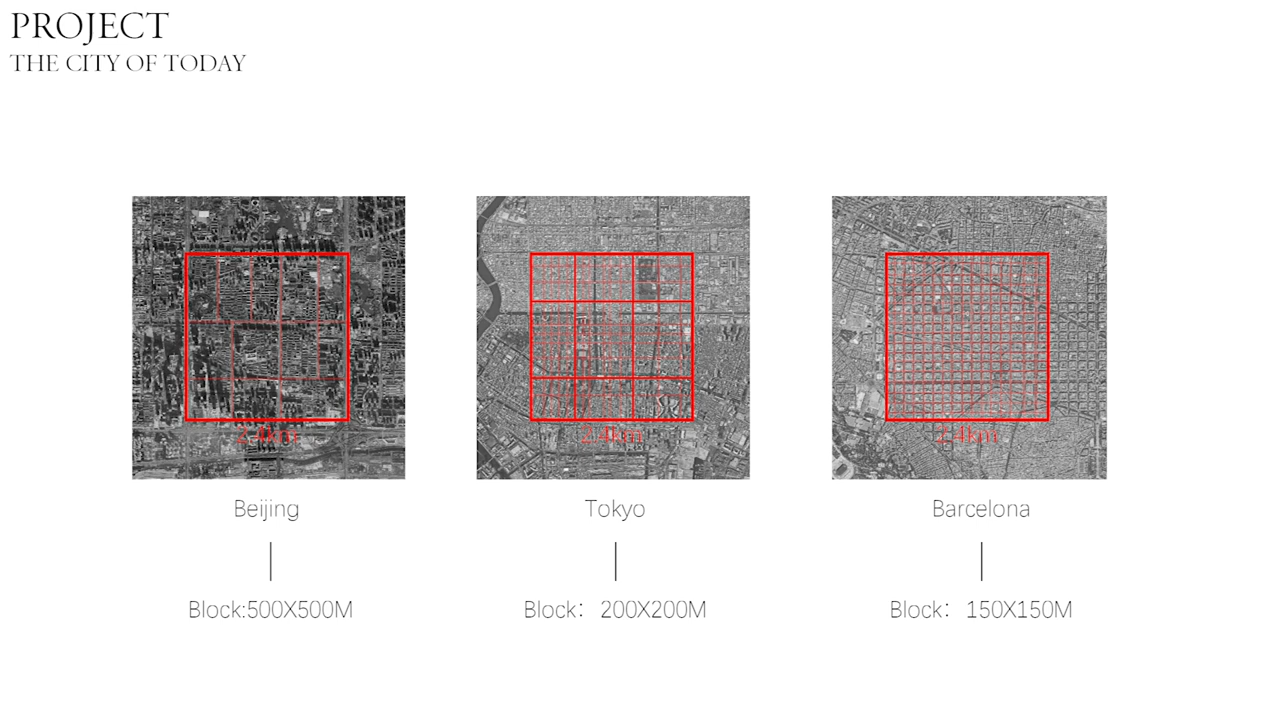 PROJECT
THE CITY OF TODAY
2.4km
2.4km
2.4km
Beijing
Tokyo
Barcelona
Block:500X500M
Block：200X200M
Block：150X150M